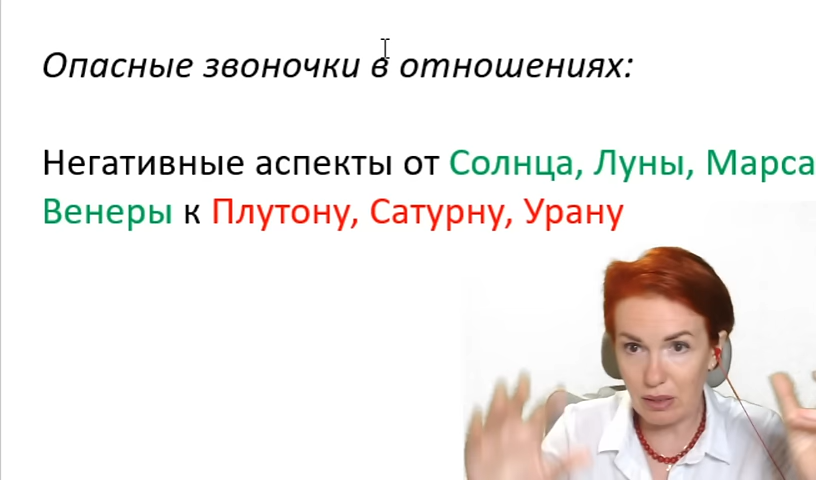 Опасные звоночки в отношениях:
Негативные аспекты от Солнца, Луны, Марса
Венеры к Плутону, Сатурну, Урану